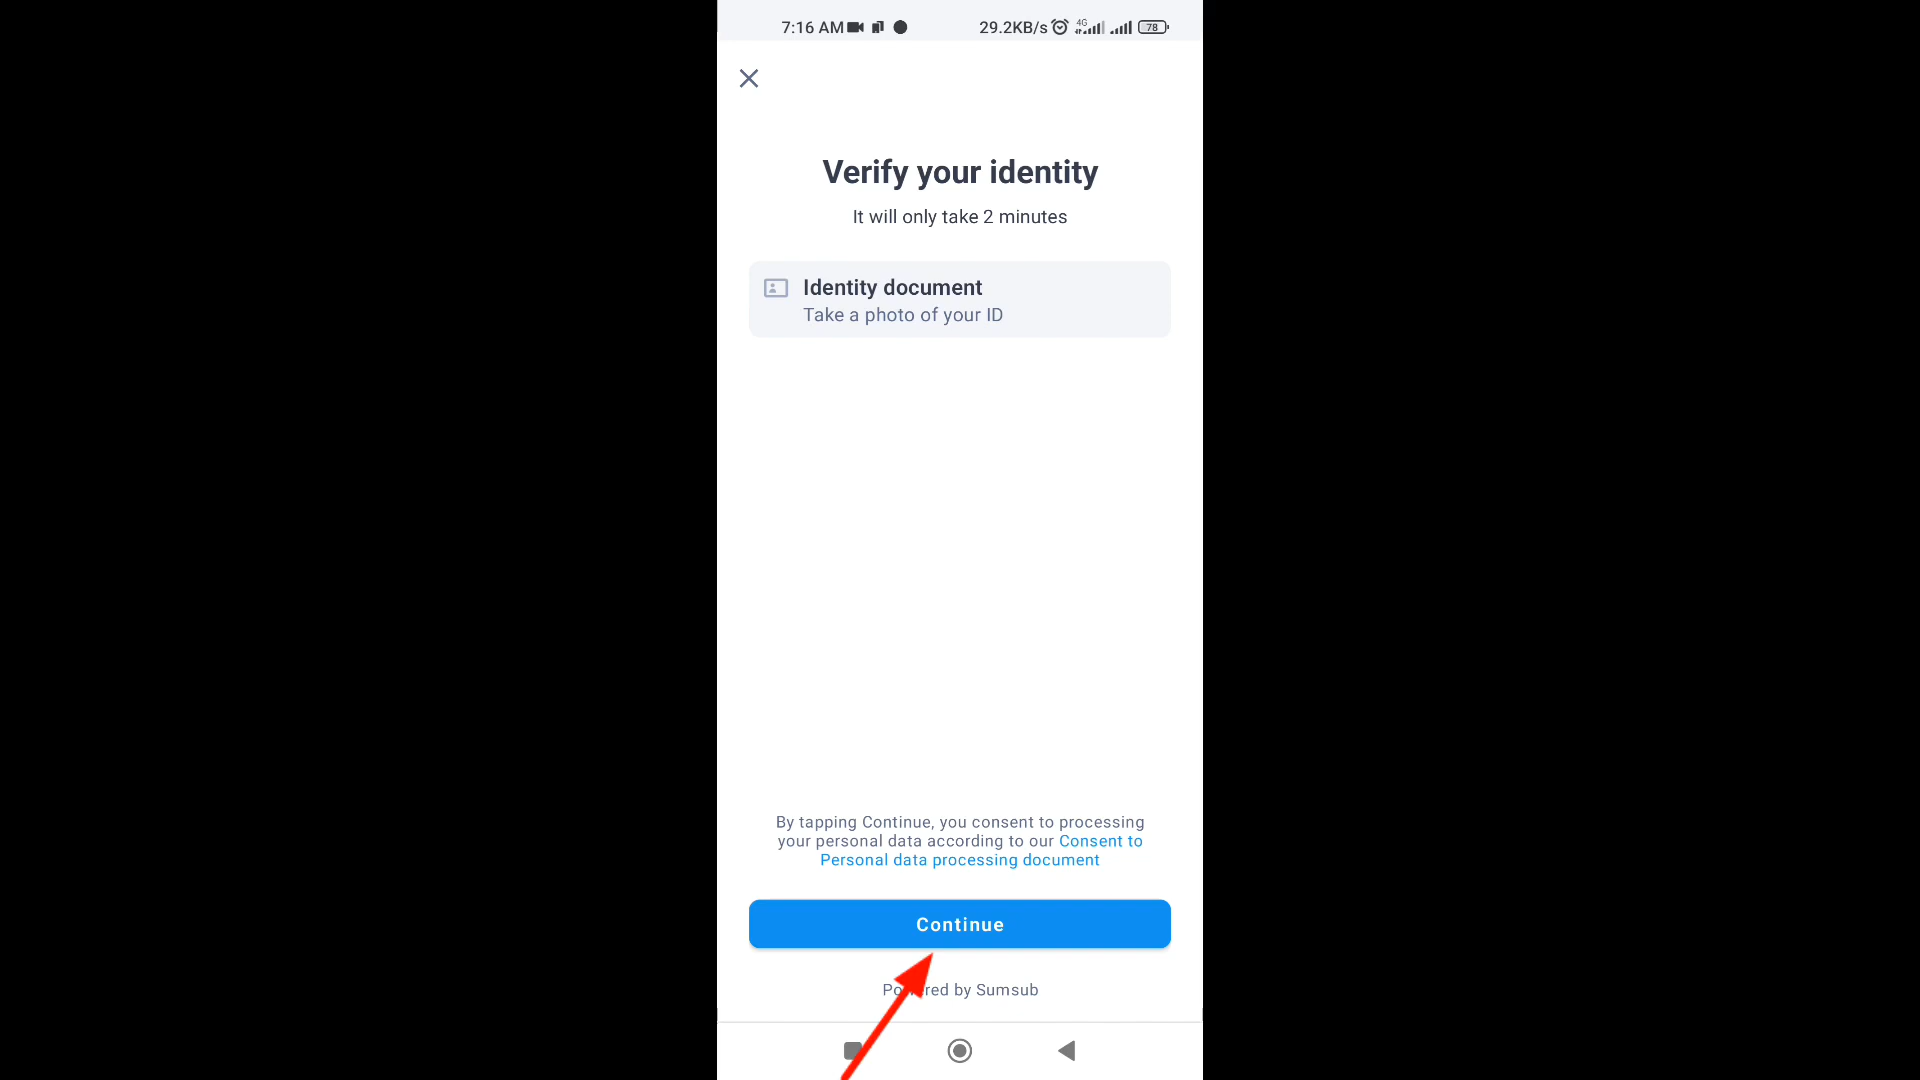 7:16 AM
29.2KB/s
4G
78
Verify your identity
It will only take 2 minutes
Identity document
Take a photo of your ID
By tapping Continue, you consent to processing
your personal data according to our Consent to
Personal data processing document
Continue
by Sumsub